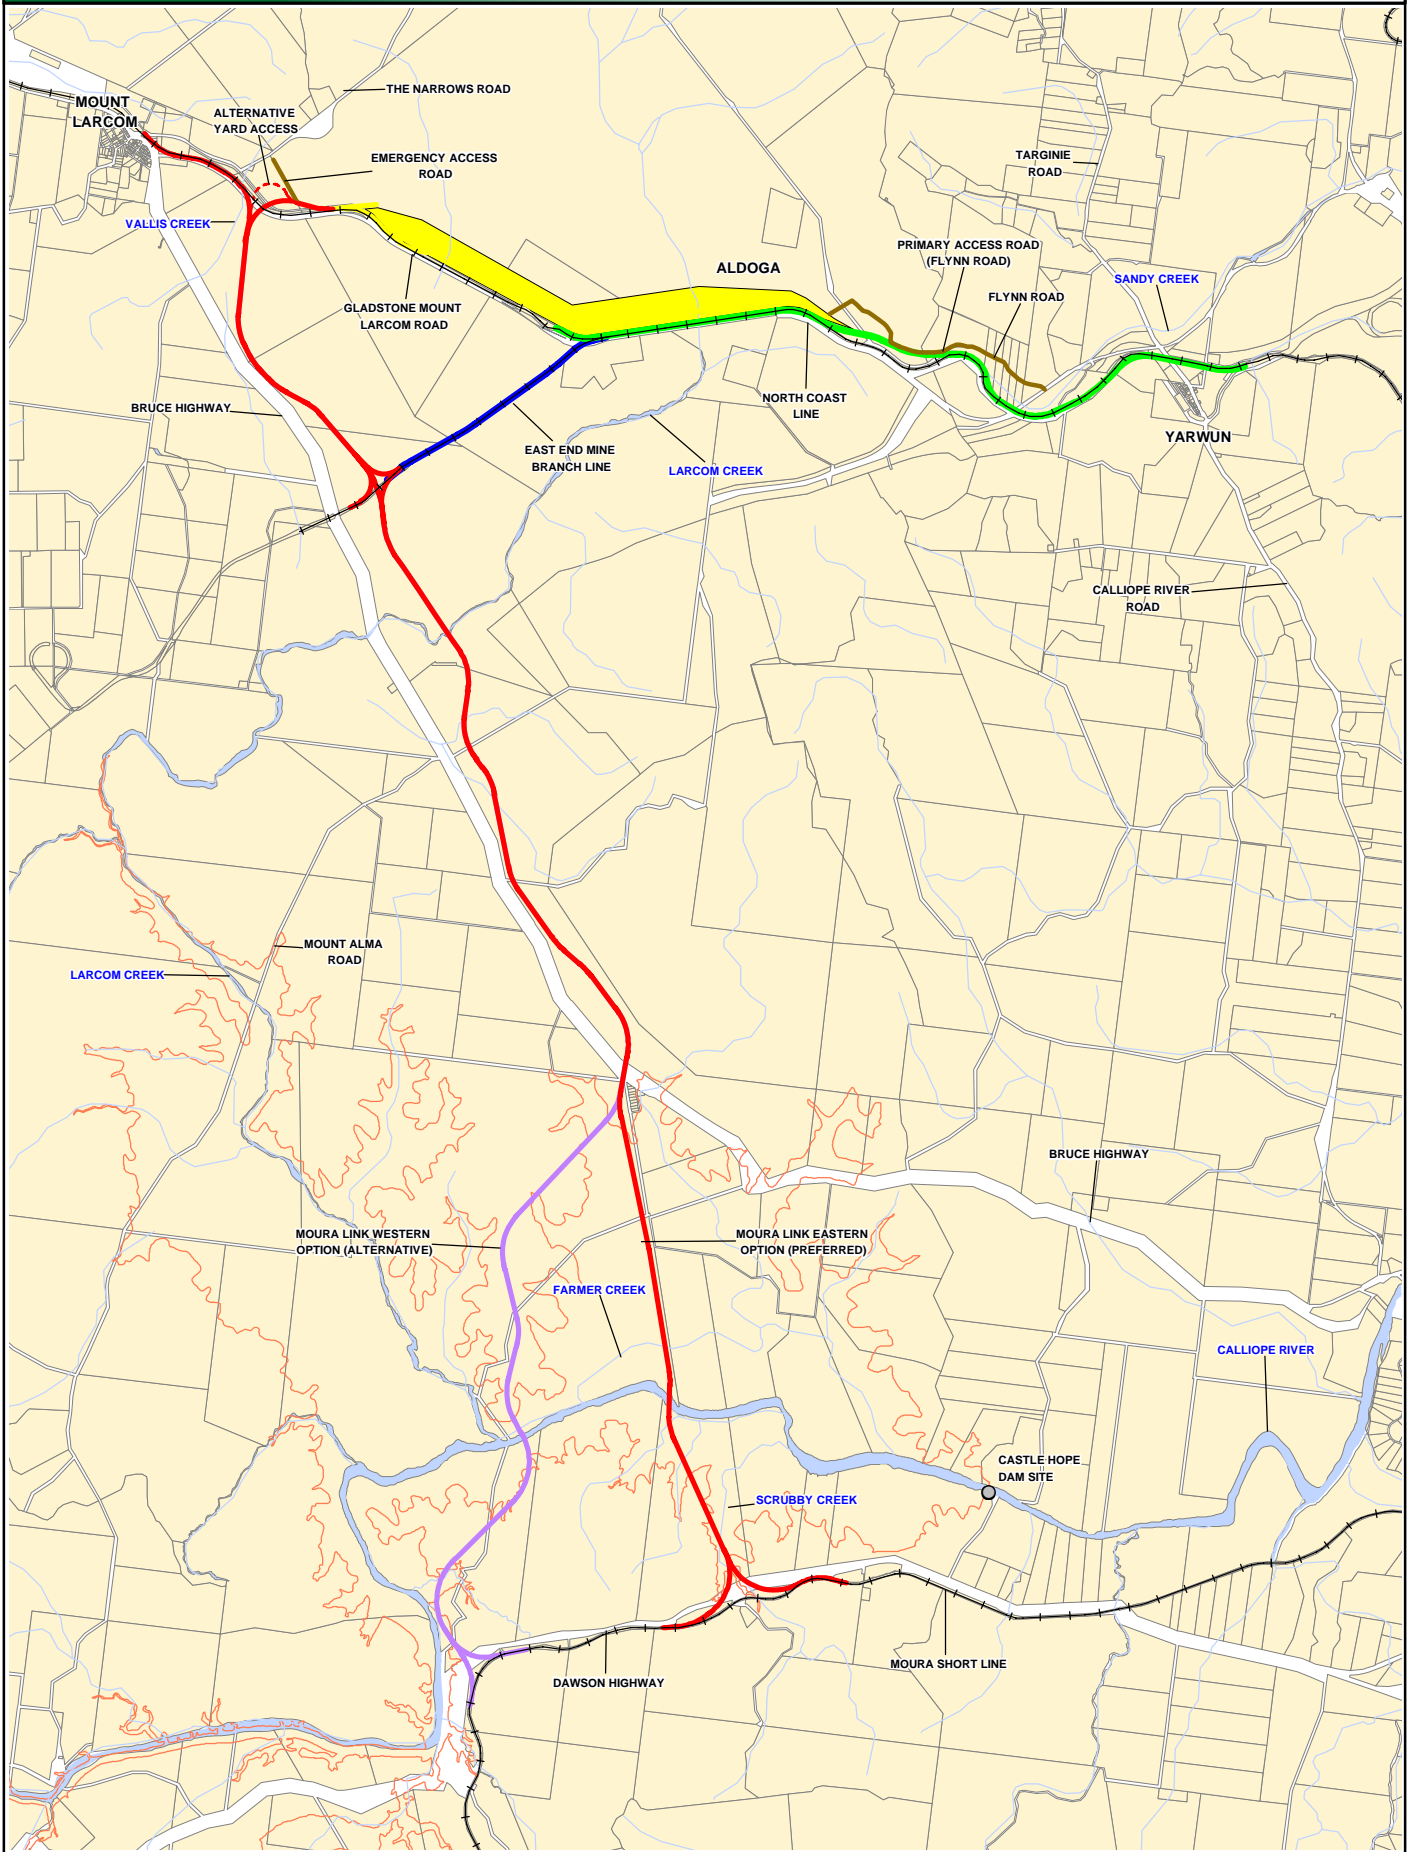 THE NARROWS ROAD
MOUNT
LARCOM
ALTERNATIVE
YARD ACCESS
EMERGENCY ACCESS
ROAD
TARGINIE
ROAD
VALLIS CREEK
PRIMARY ACCESS ROAD
(FLYNN ROAD)
ALDOGA
SANDY CREEK
FLYNN ROAD
GLADSTONE MOUNT
LARCOM ROAD
NORTH COAST
LINE
BRUCE HIGHWAY
YARWUN
EAST END MINE
BRANCH LINE
LARCOM CREEK
CALLIOPE RIVER
ROAD
MOUNT ALMA
ROAD
LARCOM CREEK
BRUCE HIGHWAY
MOURA LINK WESTERN
OPTION (ALTERNATIVE)
MOURA LINK EASTERN
OPTION (PREFERRED)
FARMER CREEK
CALLIOPE RIVER
CASTLE HOPE
DAM SITE
SCRUBBY CREEK
MOURA SHORT LINE
DAWSON HIGHWAY